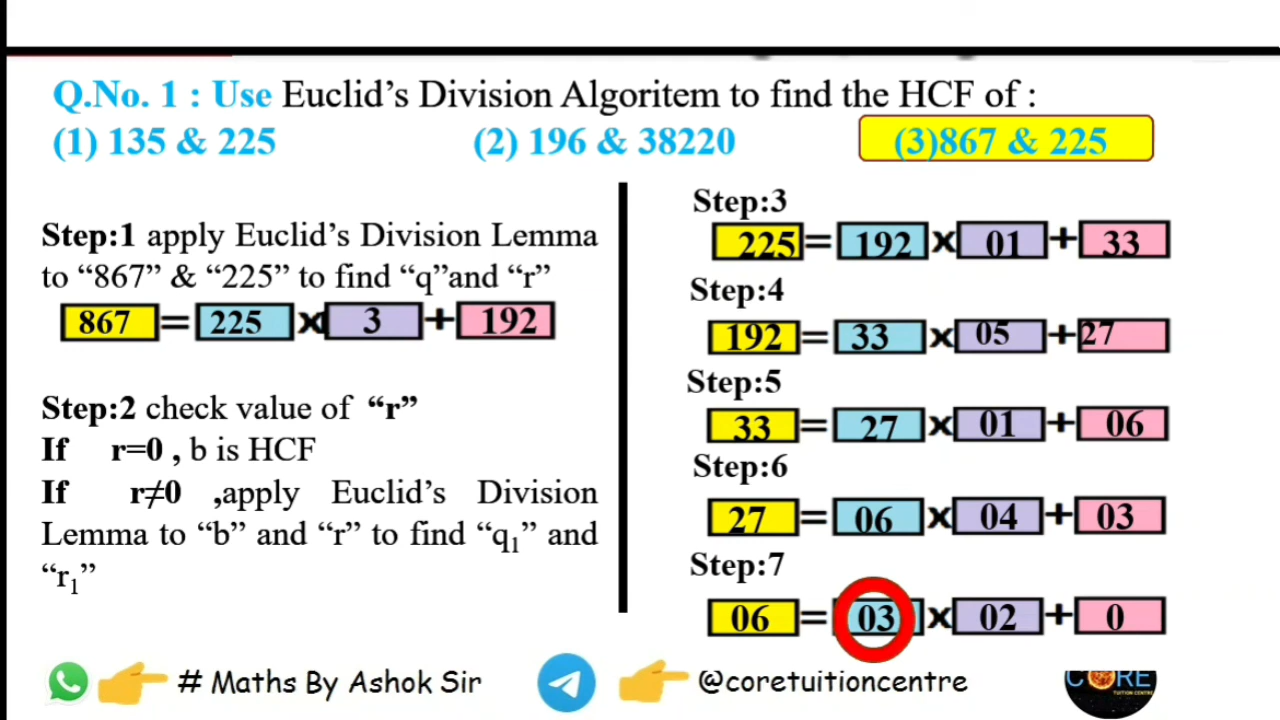 Q.No. 1 : Use Euclid's Division Algoritem to find the HCF of :
(1) 135 & 225 (2) 196 & 38220 (3)867 & 225
Step:1 apply Euclid's Division Lemma
to “867” & “225” to find “q”and “r”
867 = 225 x 3 + 192
Step:2 check value of “r”
If r=0 , b is HCF
If r≠0 ,apply Euclid's Division
Lemma to “b” and “r” to find “q₁” and
“r₁”
Step:3
225 = 192 x 01 + 33
Step:4
192 = 33 x 05 + 27
Step:5
33 = 27 x 01 + 06
Step:6
27 = 06 x 04 + 03
Step:7
06 = 03 x 02 + 0
# Maths By Ashok Sir @coretuitioncentre
CORE
TUITION CENTRE